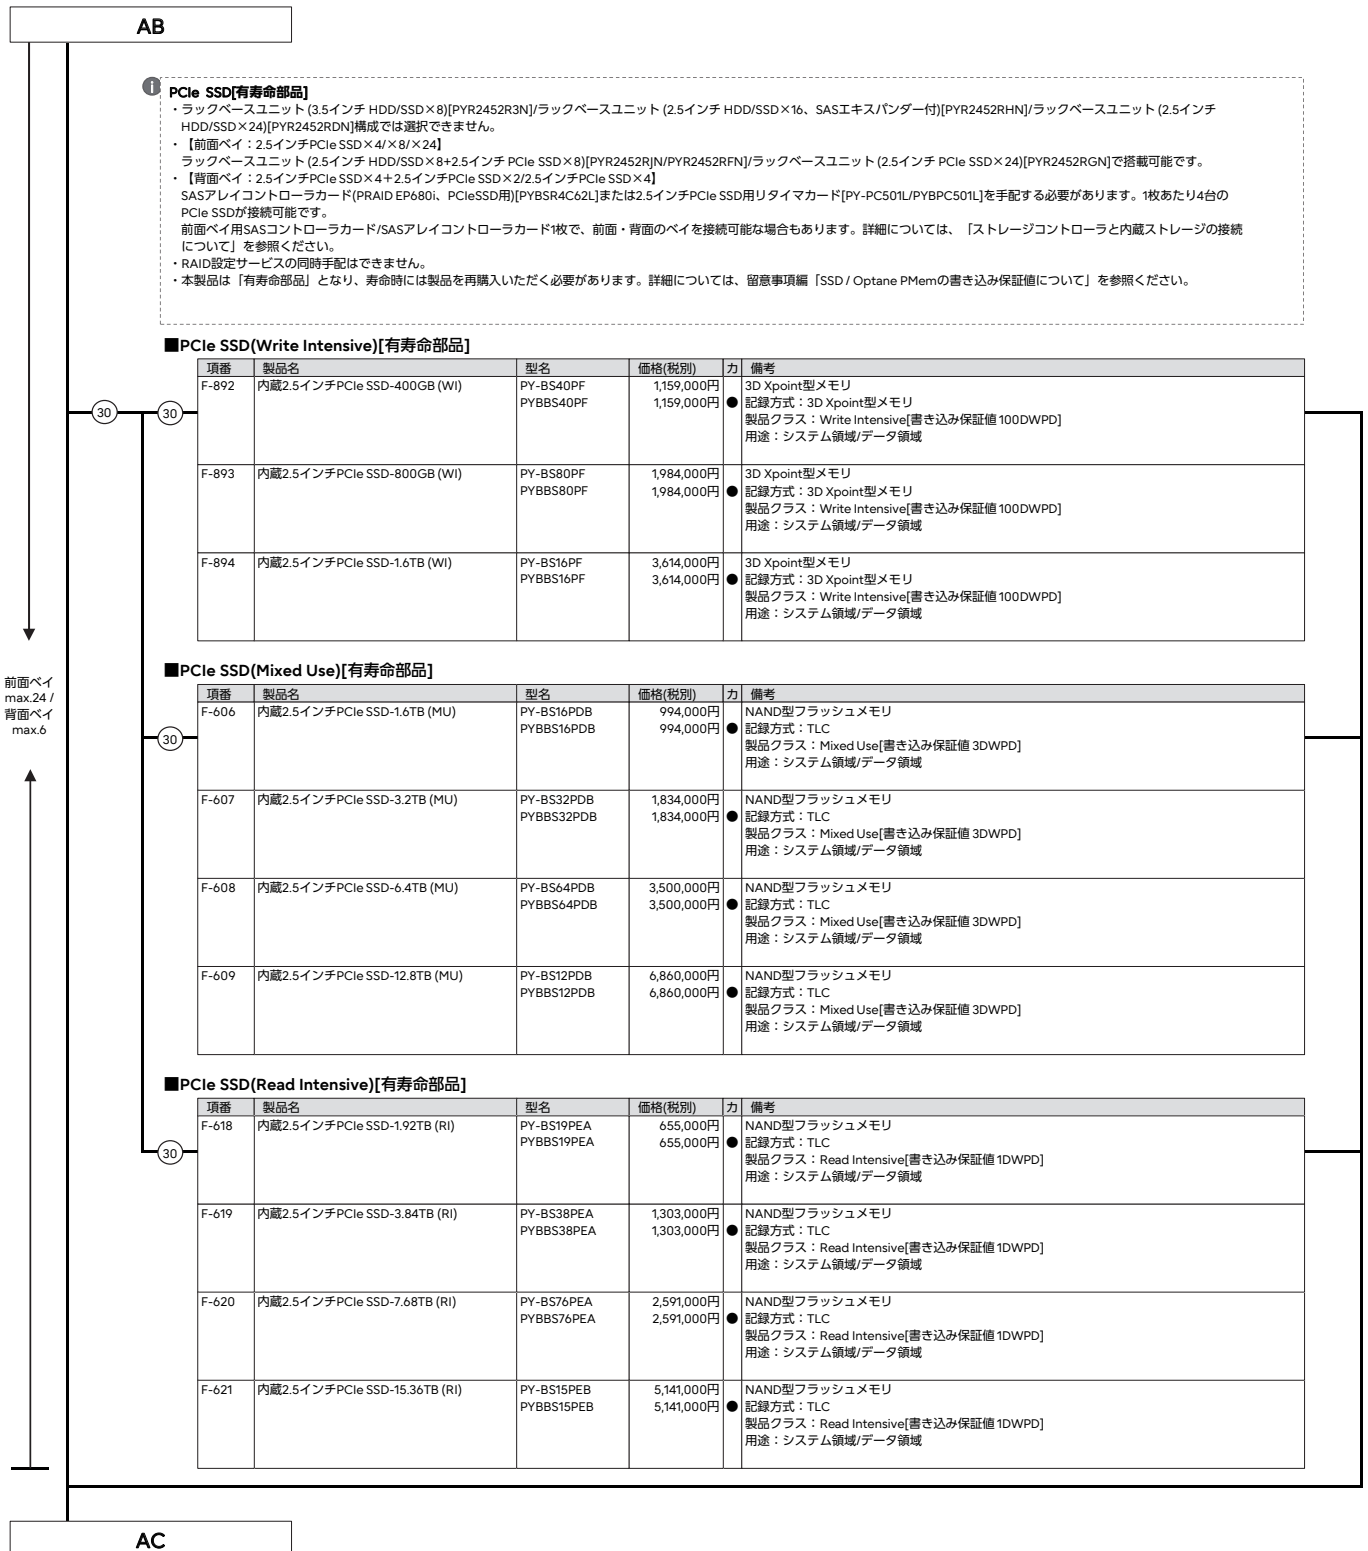 AB
PCIe SSD[有寿命部品]
・ラックベースユニット (3.5インチ HDD/SSD×8)[PYR2452R3N]/ラックベースユニット (2.5インチ HDD/SSD×16、SASエキスパンダー付)[PYR2452RHN]/ラックベースユニット (2.5インチ
HDD/SSD×24)[PYR2452RDN]構成では選択できません。
・【前面ベイ：2.5インチPCIe SSD×4/×8/×24】
ラックベースユニット (2.5インチ HDD/SSD×8+2.5インチ PCIe SSD×8)[PYR2452RJN/PYR2452RFN]/ラックベースユニット (2.5インチ PCIe SSD×24)[PYR2452RGN]で搭載可能です。
・【背面ベイ：2.5インチPCIe SSD×4＋2.5インチPCIe SSD×2/2.5インチPCIe SSD×4】
SASアレイコントローラカード(PRAID EP680i、PCIeSSD用)[PYBSR4C62L]または2.5インチPCIe SSD用リタイマカード[PY-PC501L/PYBPC501L]を手配する必要があります。1枚あたり4台の
PCIe SSDが接続可能です。
前面ベイ用SASコントローラカード/SASアレイコントローラカード1枚で、前面・背面のベイを接続可能な場合もあります。詳細については、「ストレージコントローラと内蔵ストレージの接続
について」を参照ください。
・RAID設定サービスの同時手配はできません。
・本製品は「有寿命部品」となり、寿命時には製品を再購入いただく必要があります。詳細については、留意事項編「SSD / Optane PMemの書き込み保証値について」を参照ください。
■PCIe SSD(Write Intensive)[有寿命部品]
項番 製品名 型名 価格(税別) カ 備考
F-892 内蔵2.5インチPCIe SSD-400GB (WI) PY-BS40PF 1,159,000円 3D Xpoint型メモリ
30 30 PYBBS40PF 1,159,000円 ● 記録方式：3D Xpoint型メモリ
製品クラス：Write Intensive[書き込み保証値 100DWPD]
用途：システム領域/データ領域
F-893 内蔵2.5インチPCIe SSD-800GB (WI) PY-BS80PF 1,984,000円 3D Xpoint型メモリ
PYBBS80PF 1,984,000円 ● 記録方式：3D Xpoint型メモリ
製品クラス：Write Intensive[書き込み保証値 100DWPD]
用途：システム領域/データ領域
F-894 内蔵2.5インチPCIe SSD-1.6TB (WI) PY-BS16PF 3,614,000円 3D Xpoint型メモリ
PYBBS16PF 3,614,000円 ● 記録方式：3D Xpoint型メモリ
製品クラス：Write Intensive[書き込み保証値 100DWPD]
用途：システム領域/データ領域
前面ベイ
max.24 /
背面ベイ
max.6
■PCIe SSD(Mixed Use)[有寿命部品]
項番 製品名 型名 価格(税別) カ 備考
F-606 内蔵2.5インチPCIe SSD-1.6TB (MU) PY-BS16PDB 994,000円 NAND型フラッシュメモリ
30 PYBBS16PDB 994,000円 ● 記録方式：TLC
製品クラス：Mixed Use[書き込み保証値 3DWPD]
用途：システム領域/データ領域
F-607 内蔵2.5インチPCIe SSD-3.2TB (MU) PY-BS32PDB 1,834,000円 NAND型フラッシュメモリ
PYBBS32PDB 1,834,000円 ● 記録方式：TLC
製品クラス：Mixed Use[書き込み保証値 3DWPD]
用途：システム領域/データ領域
F-608 内蔵2.5インチPCIe SSD-6.4TB (MU) PY-BS64PDB 3,500,000円 NAND型フラッシュメモリ
PYBBS64PDB 3,500,000円 ● 記録方式：TLC
製品クラス：Mixed Use[書き込み保証値 3DWPD]
用途：システム領域/データ領域
F-609 内蔵2.5インチPCIe SSD-12.8TB (MU) PY-BS12PDB 6,860,000円 NAND型フラッシュメモリ
PYBBS12PDB 6,860,000円 ● 記録方式：TLC
製品クラス：Mixed Use[書き込み保証値 3DWPD]
用途：システム領域/データ領域
■PCIe SSD(Read Intensive)[有寿命部品]
項番 製品名 型名 価格(税別) カ 備考
F-618 内蔵2.5インチPCIe SSD-1.92TB (RI) PY-BS19PEA 655,000円 NAND型フラッシュメモリ
30 PYBBS19PEA 655,000円 ● 記録方式：TLC
製品クラス：Read Intensive[書き込み保証値 1DWPD]
用途：システム領域/データ領域
F-619 内蔵2.5インチPCIe SSD-3.84TB (RI) PY-BS38PEA 1,303,000円 NAND型フラッシュメモリ
PYBBS38PEA 1,303,000円 ● 記録方式：TLC
製品クラス：Read Intensive[書き込み保証値 1DWPD]
用途：システム領域/データ領域
F-620 内蔵2.5インチPCIe SSD-7.68TB (RI) PY-BS76PEA 2,591,000円 NAND型フラッシュメモリ
PYBBS76PEA 2,591,000円 ● 記録方式：TLC
製品クラス：Read Intensive[書き込み保証値 1DWPD]
用途：システム領域/データ領域
F-621 内蔵2.5インチPCIe SSD-15.36TB (RI) PY-BS15PEB 5,141,000円 NAND型フラッシュメモリ
PYBBS15PEB 5,141,000円 ● 記録方式：TLC
製品クラス：Read Intensive[書き込み保証値 1DWPD]
用途：システム領域/データ領域
AC